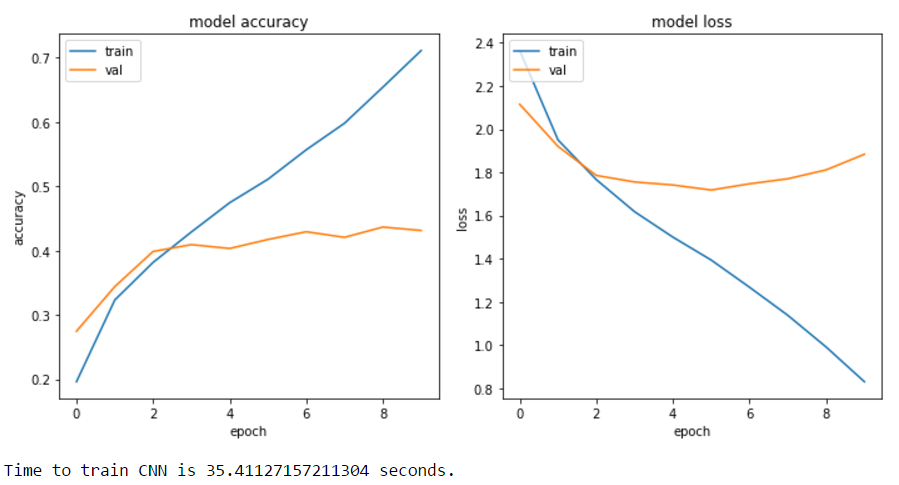 model accuracy
train
val
0.7
0.6
0.5
0.4
0.3
0.2
accuracy
0
2
4
6
8
epoch
model loss
train
val
2.4
2.2
2.0
1.8
1.6
1.4
1.2
1.0
0.8
loss
0
2
4
6
8
epoch
Time to train CNN is 35.41127157211304 seconds.